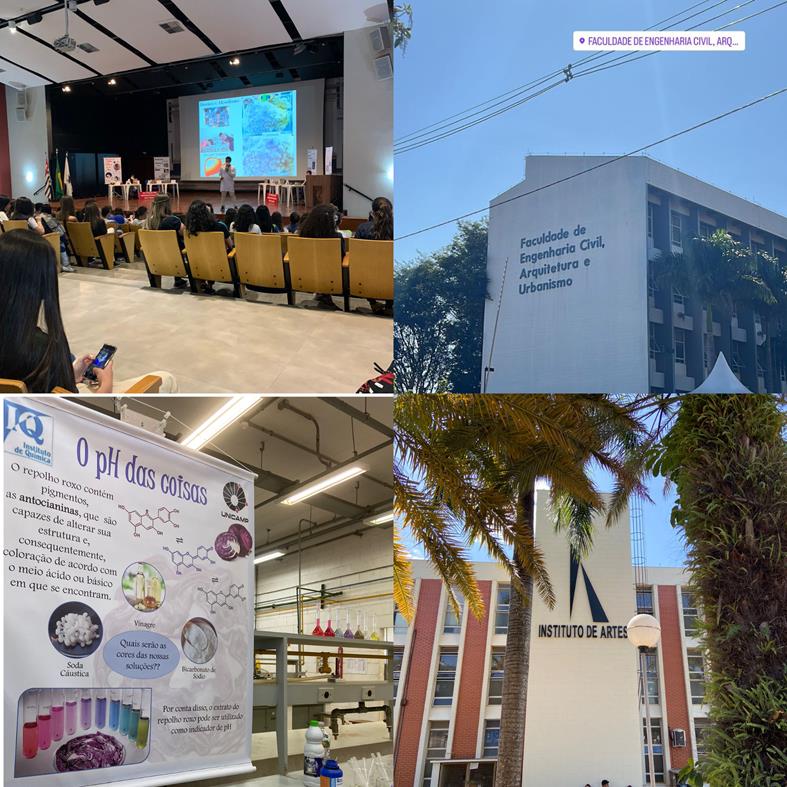 FACULDADE DE ENGENHARIA CIVIL, ARQ...
Faculdade de
Engenharia Civil,
Arquitetura e
Urbanismo
I.Q
Instituto
de Química
O pH das coisas
UNICAMP
O repolho roxo contém
pigmentos,
as antocianinas, que são
capazes de alterar sua
estrutura e,
consequentemente,
coloração de acordo com
o meio ácido ou básico
em que se encontram.
Vinagre
Soda
Cáustica
Quais serão as
cores das nossas
soluções??
Bicarbonato de
Sódio
Por conta disso, o extrato do
repolho roxo pode ser utilizado
como indicador de pH
INSTITUTO DE ARTES